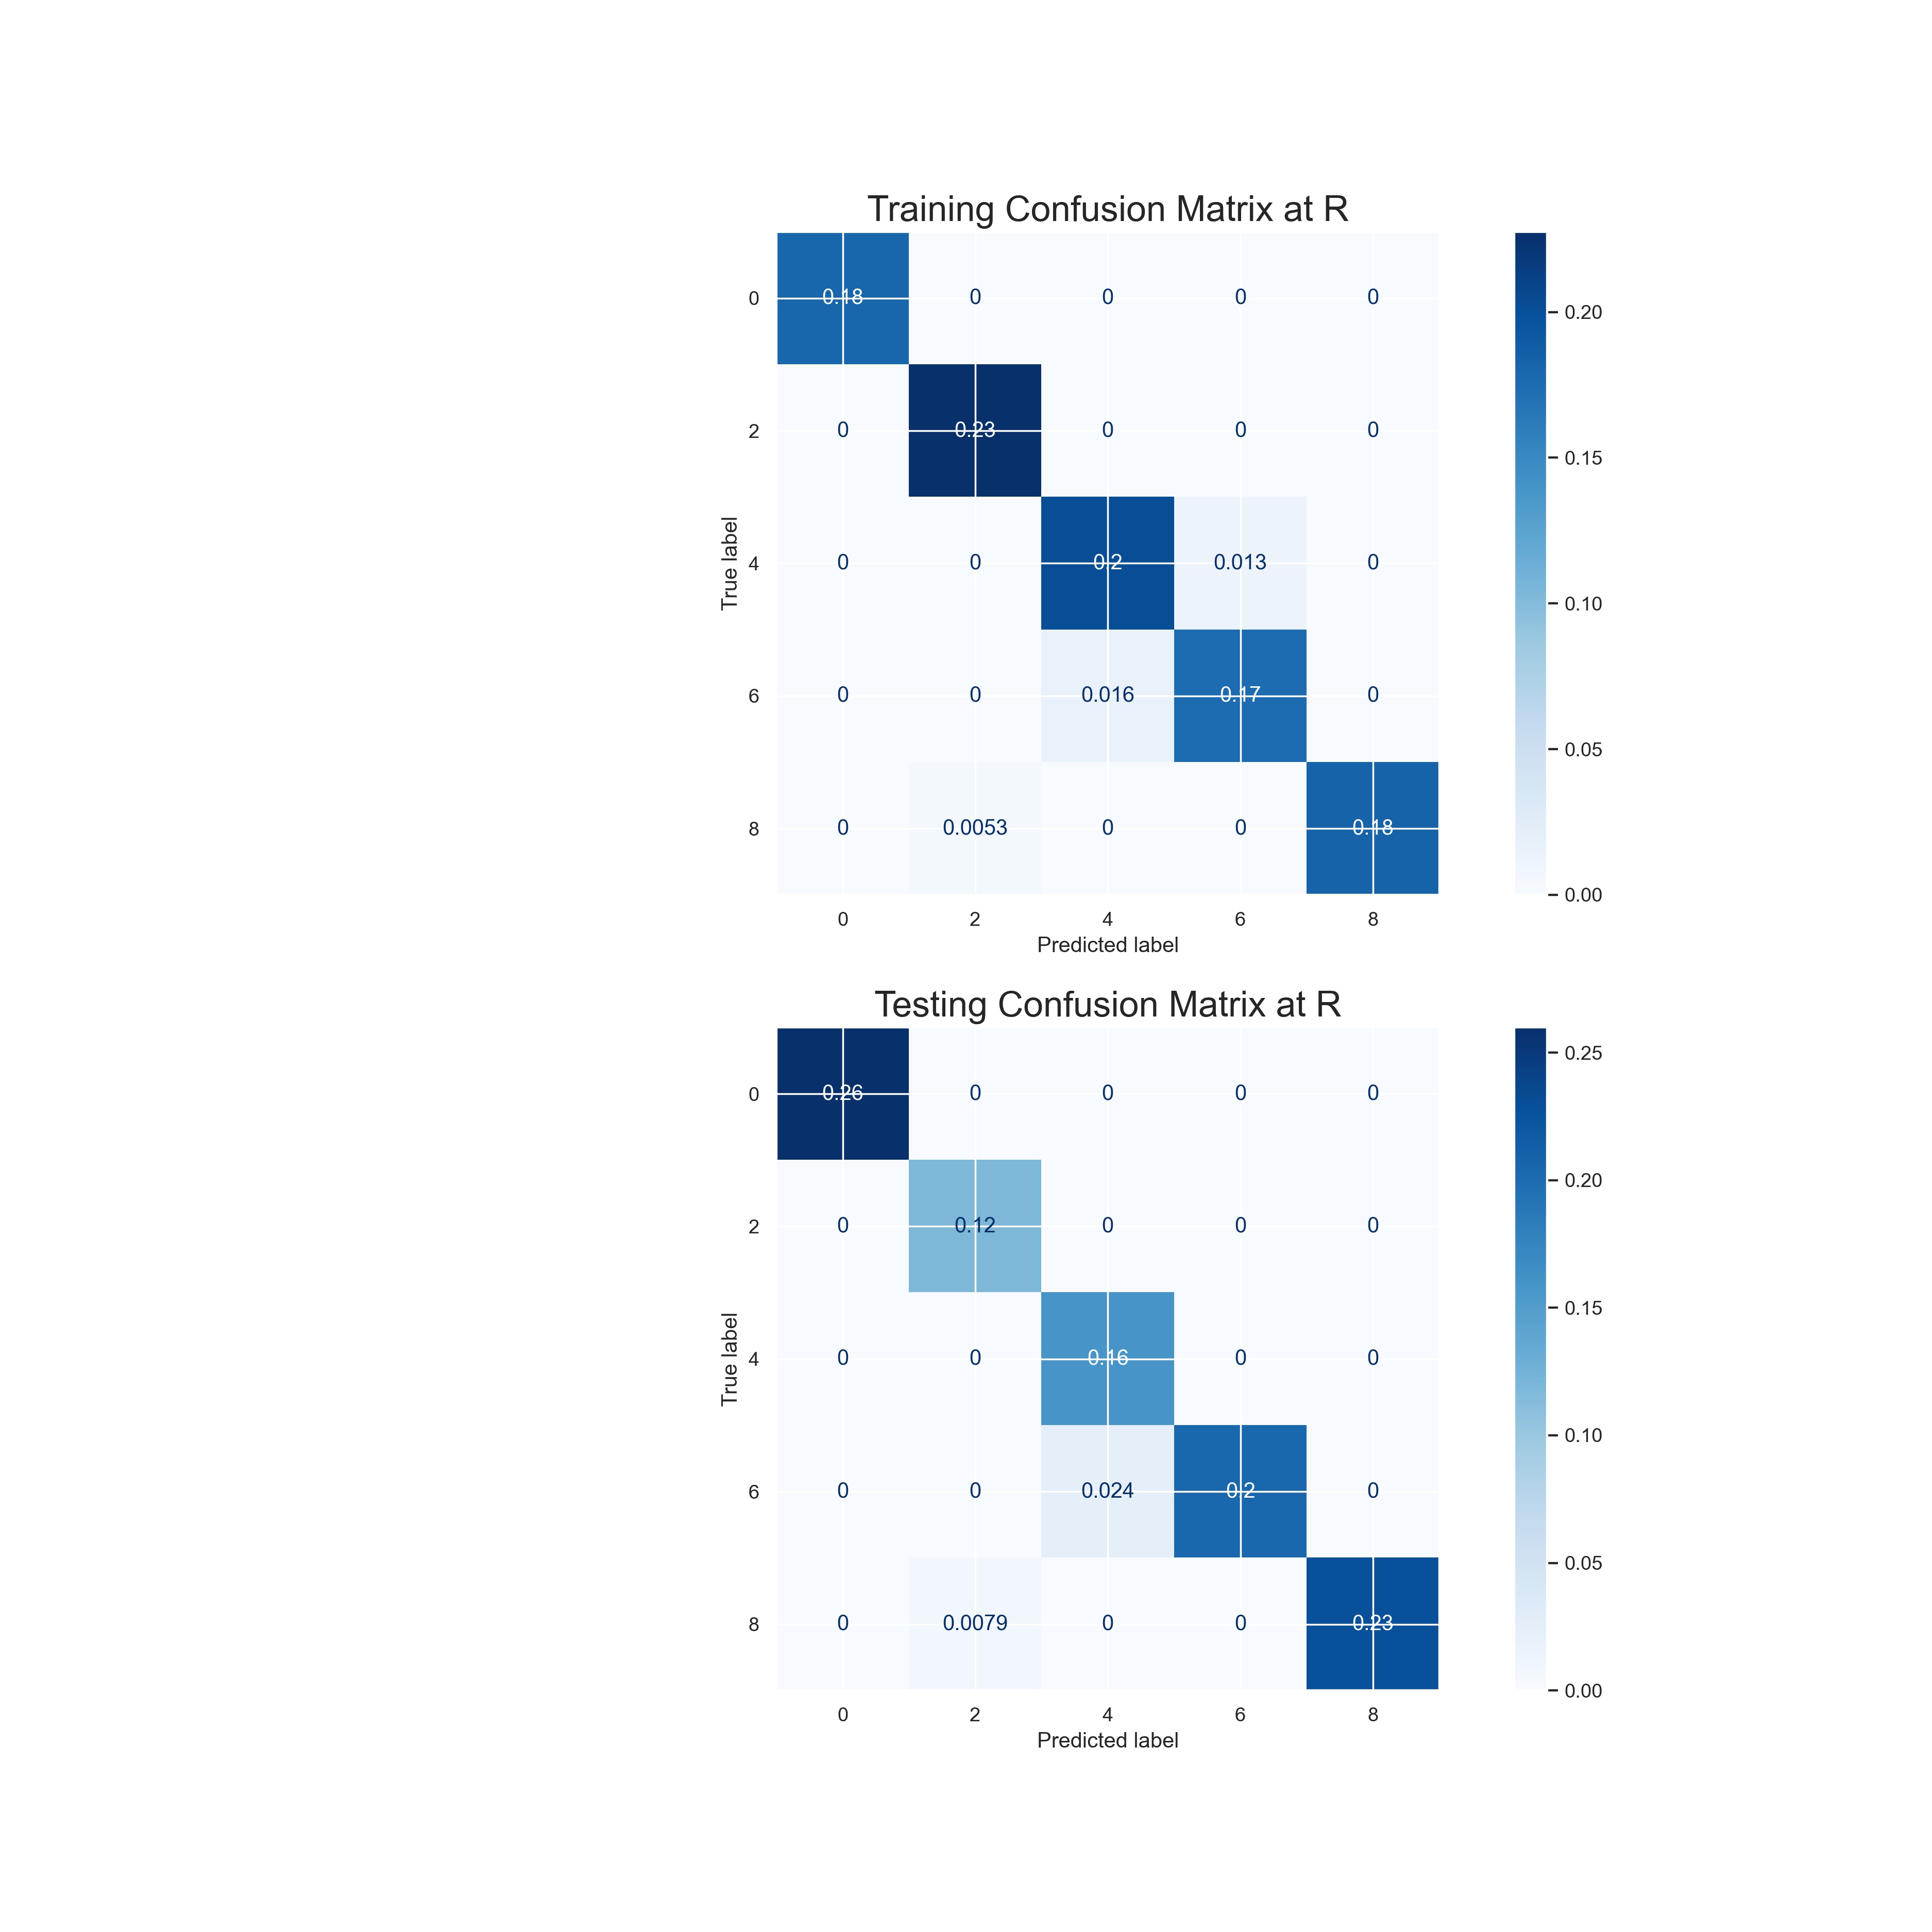 Training Confusion Matrix at R
0 0.18 0 0 0 0
2 0 0.23 0 0 0
4 0 0 0.2 0.013 0
6 0 0 0.016 0.17 0
8 0 0.0053 0 0 0.18
0 2 4 6 8
True label
Predicted label
0.20
0.15
0.10
0.05
0.00
Testing Confusion Matrix at R
0 0.26 0 0 0 0
2 0 0.12 0 0 0
4 0 0 0.16 0 0
6 0 0 0.024 0.2 0
8 0 0.0079 0 0 0.23
0 2 4 6 8
True label
Predicted label
0.25
0.20
0.15
0.10
0.05
0.00